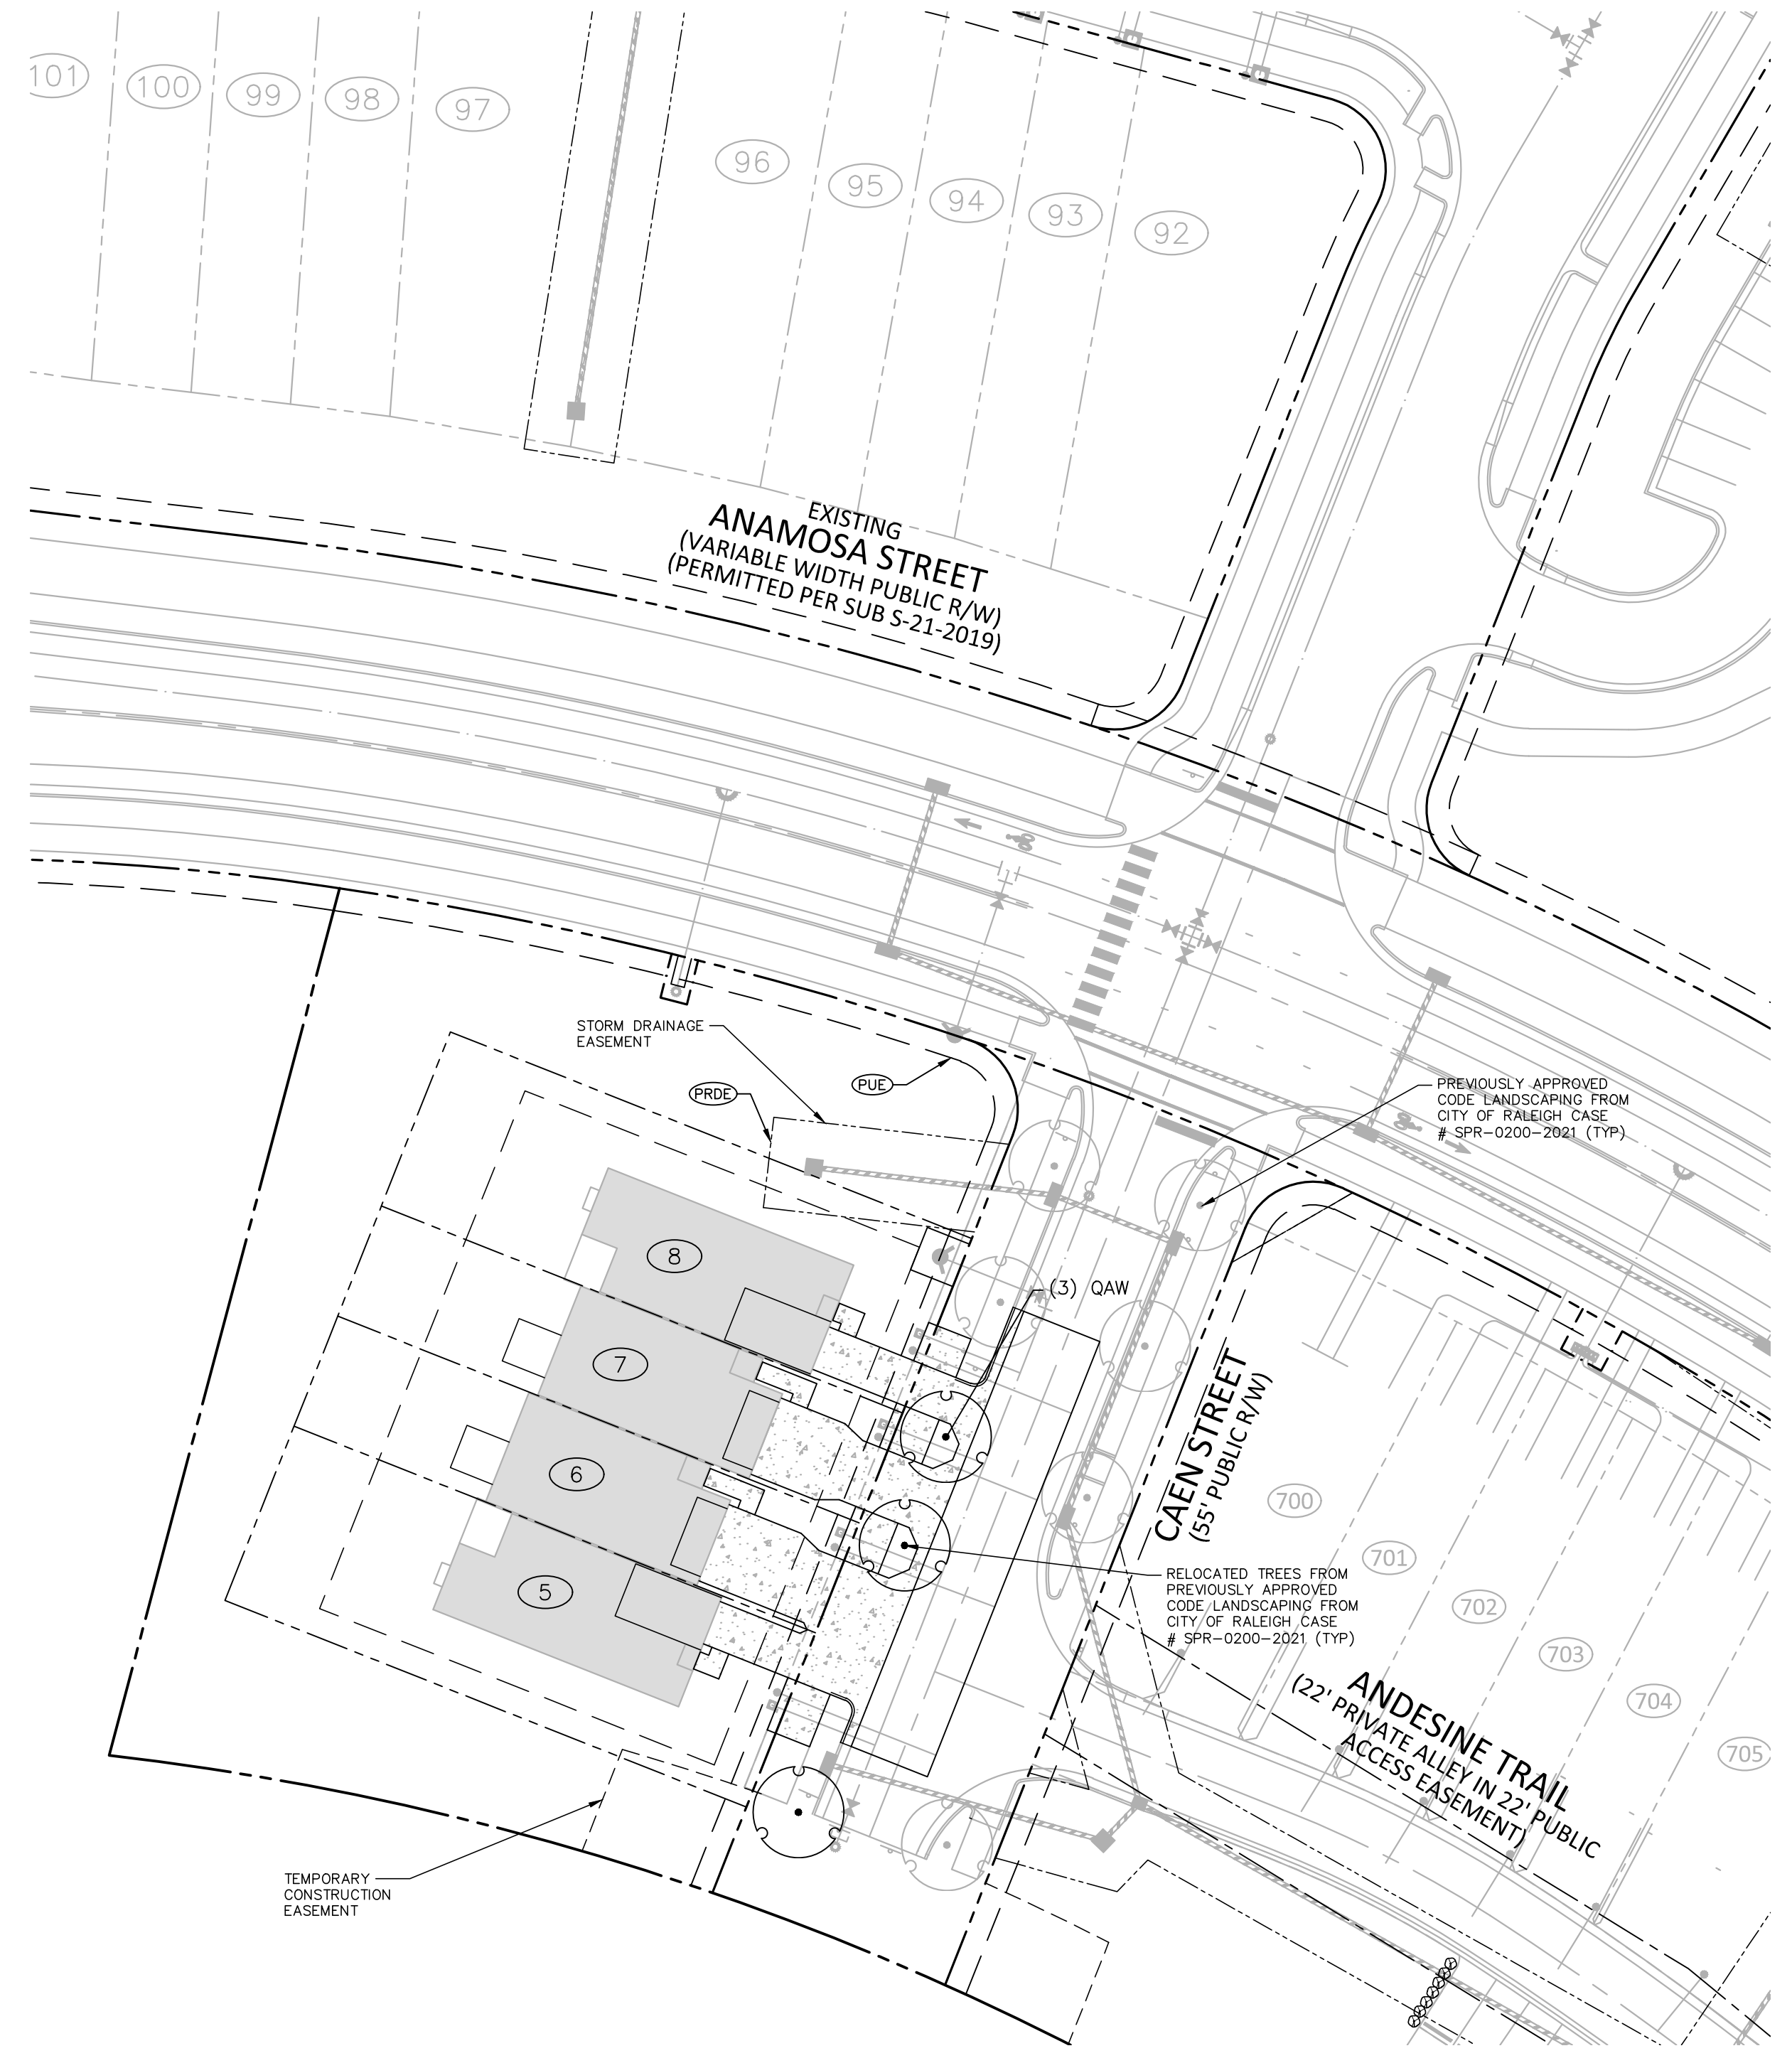 101
100
99
98
97
96
95
94
93
92
EXISTING
ANAMOSA STREET
(VARIABLE WIDTH PUBLIC R/W)
(PERMITTED PER SUB S-21-2019)
STORM DRAINAGE
EASEMENT
PUE
PRDE
PREVIOUSLY APPROVED
CODE LANDSCAPING FROM
CITY OF RALEIGH CASE
# SPR-0200-2021 (TYP)
8
7
6
5
(3) QAW
CAEN STREET
(55' PUBLIC R/W)
700
701
702
703
704
705
RELOCATED TREES FROM
PREVIOUSLY APPROVED
CODE LANDSCAPING FROM
CITY OF RALEIGH CASE
# SPR-0200-2021 (TYP)
ANDESINE TRAIL
(22' PRIVATE ALLEY IN 22' PUBLIC
ACCESS EASEMENT)
TEMPORARY
CONSTRUCTION
EASEMENT